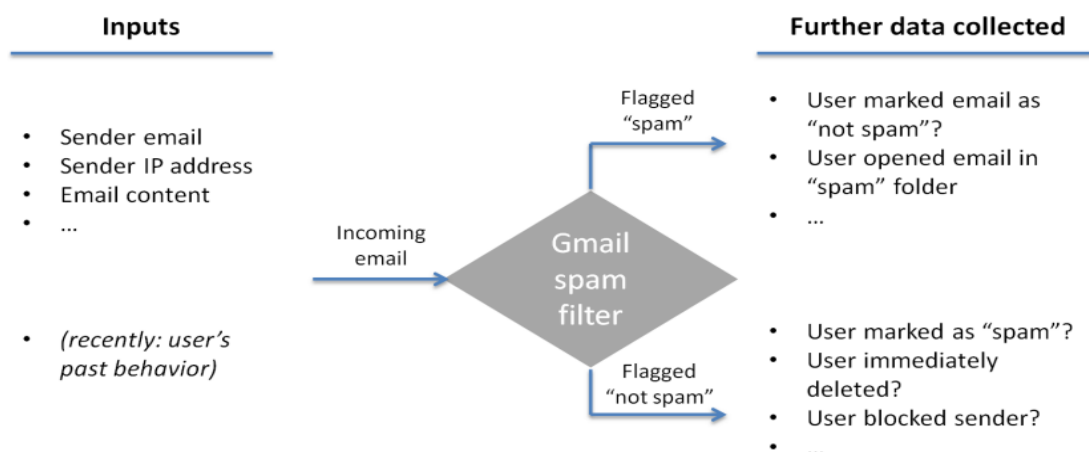 Inputs
• Sender email
• Sender IP address
• Email content
• ...
• (recently: user's
past behavior)
Incoming
email
Gmail
spam
filter
Flagged
“spam”
Flagged
“not spam”
Further data collected
• User marked email as
“not spam”?
• User opened email in
“spam” folder
• ...
• User marked as “spam”?
• User immediately
deleted?
• User blocked sender?
• ...